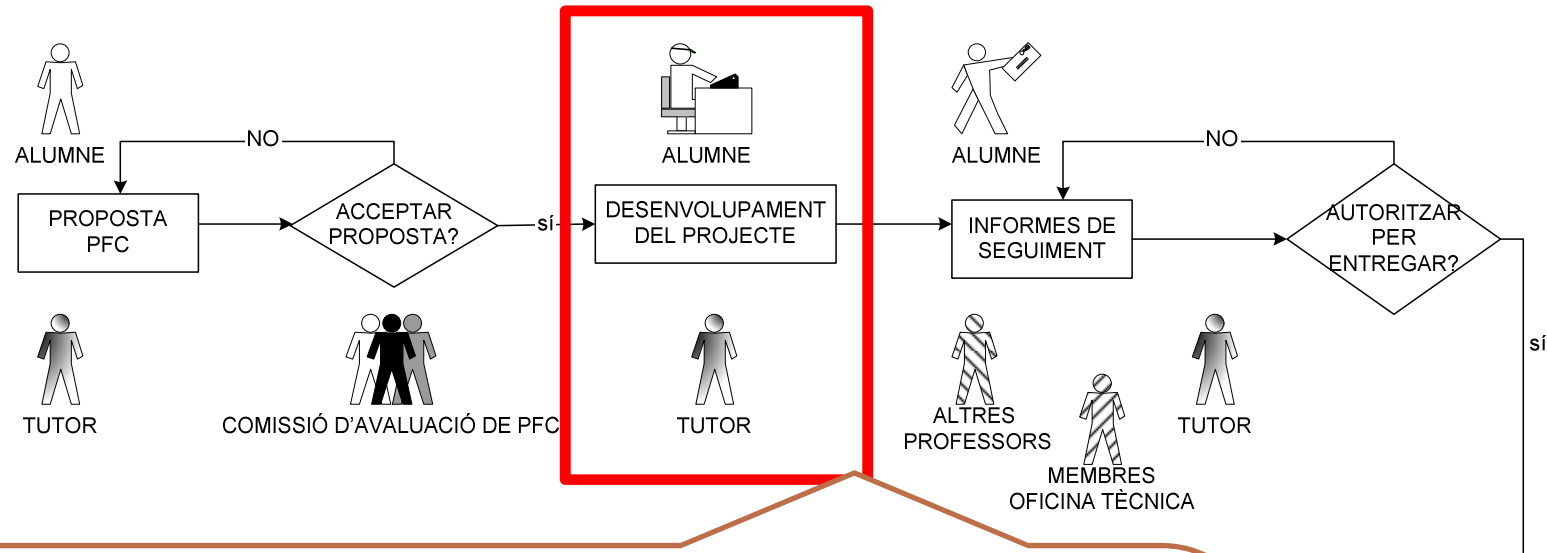 ALUMNE
NO
PROPOSTA
PFC
ACCEPTAR
PROPOSTA?
TUTOR
COMISSIÓ D'AVALUACIÓ DE PFC
sí
ALUMNE
DESENVOLUPAMENT
DEL PROJECTE
TUTOR
ALUMNE
NO
INFORMES DE
SEGUIMENT
AUTORITZAR
PER
ENTREGAR?
sí
ALTRES
PROFESSORS
MEMBRES
OFICINA TÈCNICA
TUTOR